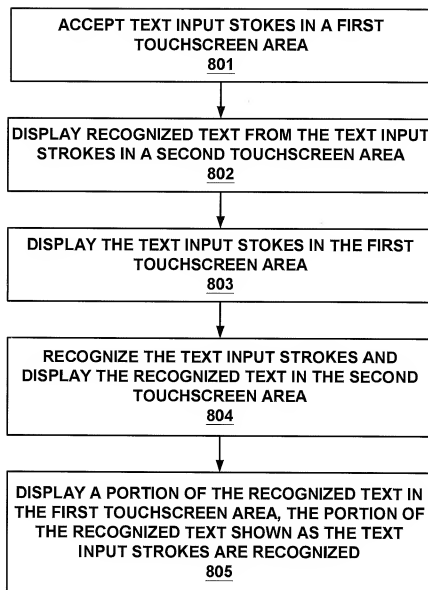 ACCEPT TEXT INPUT STOKES IN A FIRST
TOUCHSCREEN AREA
801
DISPLAY RECOGNIZED TEXT FROM THE TEXT INPUT
STROKES IN A SECOND TOUCHSCREEN AREA
802
DISPLAY THE TEXT INPUT STOKES IN THE FIRST
TOUCHSCREEN AREA
803
RECOGNIZE THE TEXT INPUT STROKES AND
DISPLAY THE RECOGNIZED TEXT IN THE SECOND
TOUCHSCREEN AREA
804
DISPLAY A PORTION OF THE RECOGNIZED TEXT IN
THE FIRST TOUCHSCREEN AREA, THE PORTION OF
THE RECOGNIZED TEXT SHOWN AS THE TEXT
INPUT STROKES ARE RECOGNIZED
805